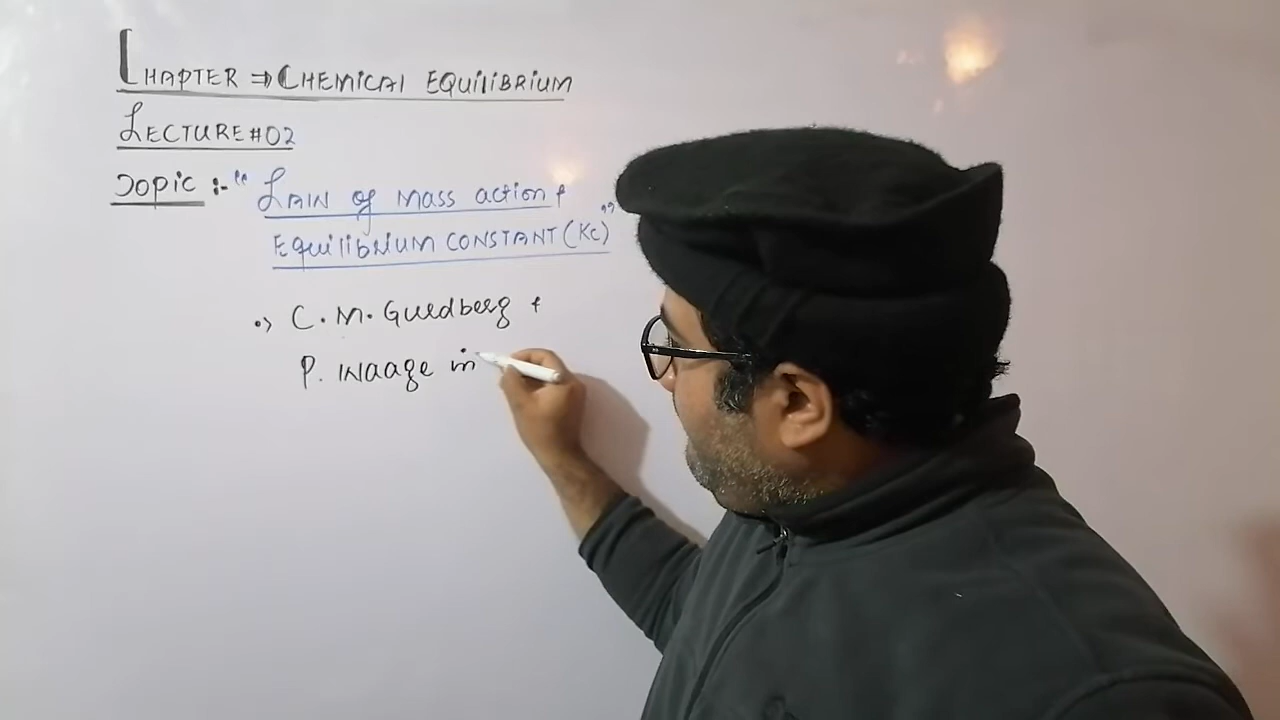 CHAPTER ⇒ CHEMICAL EQUILIBRIUM
LECTURE # 02
Topic :- "LAW OF MASS ACTION &
EQUILIBRIUM CONSTANT (Kc)"
C. M. Guldberg &
P. Waage in